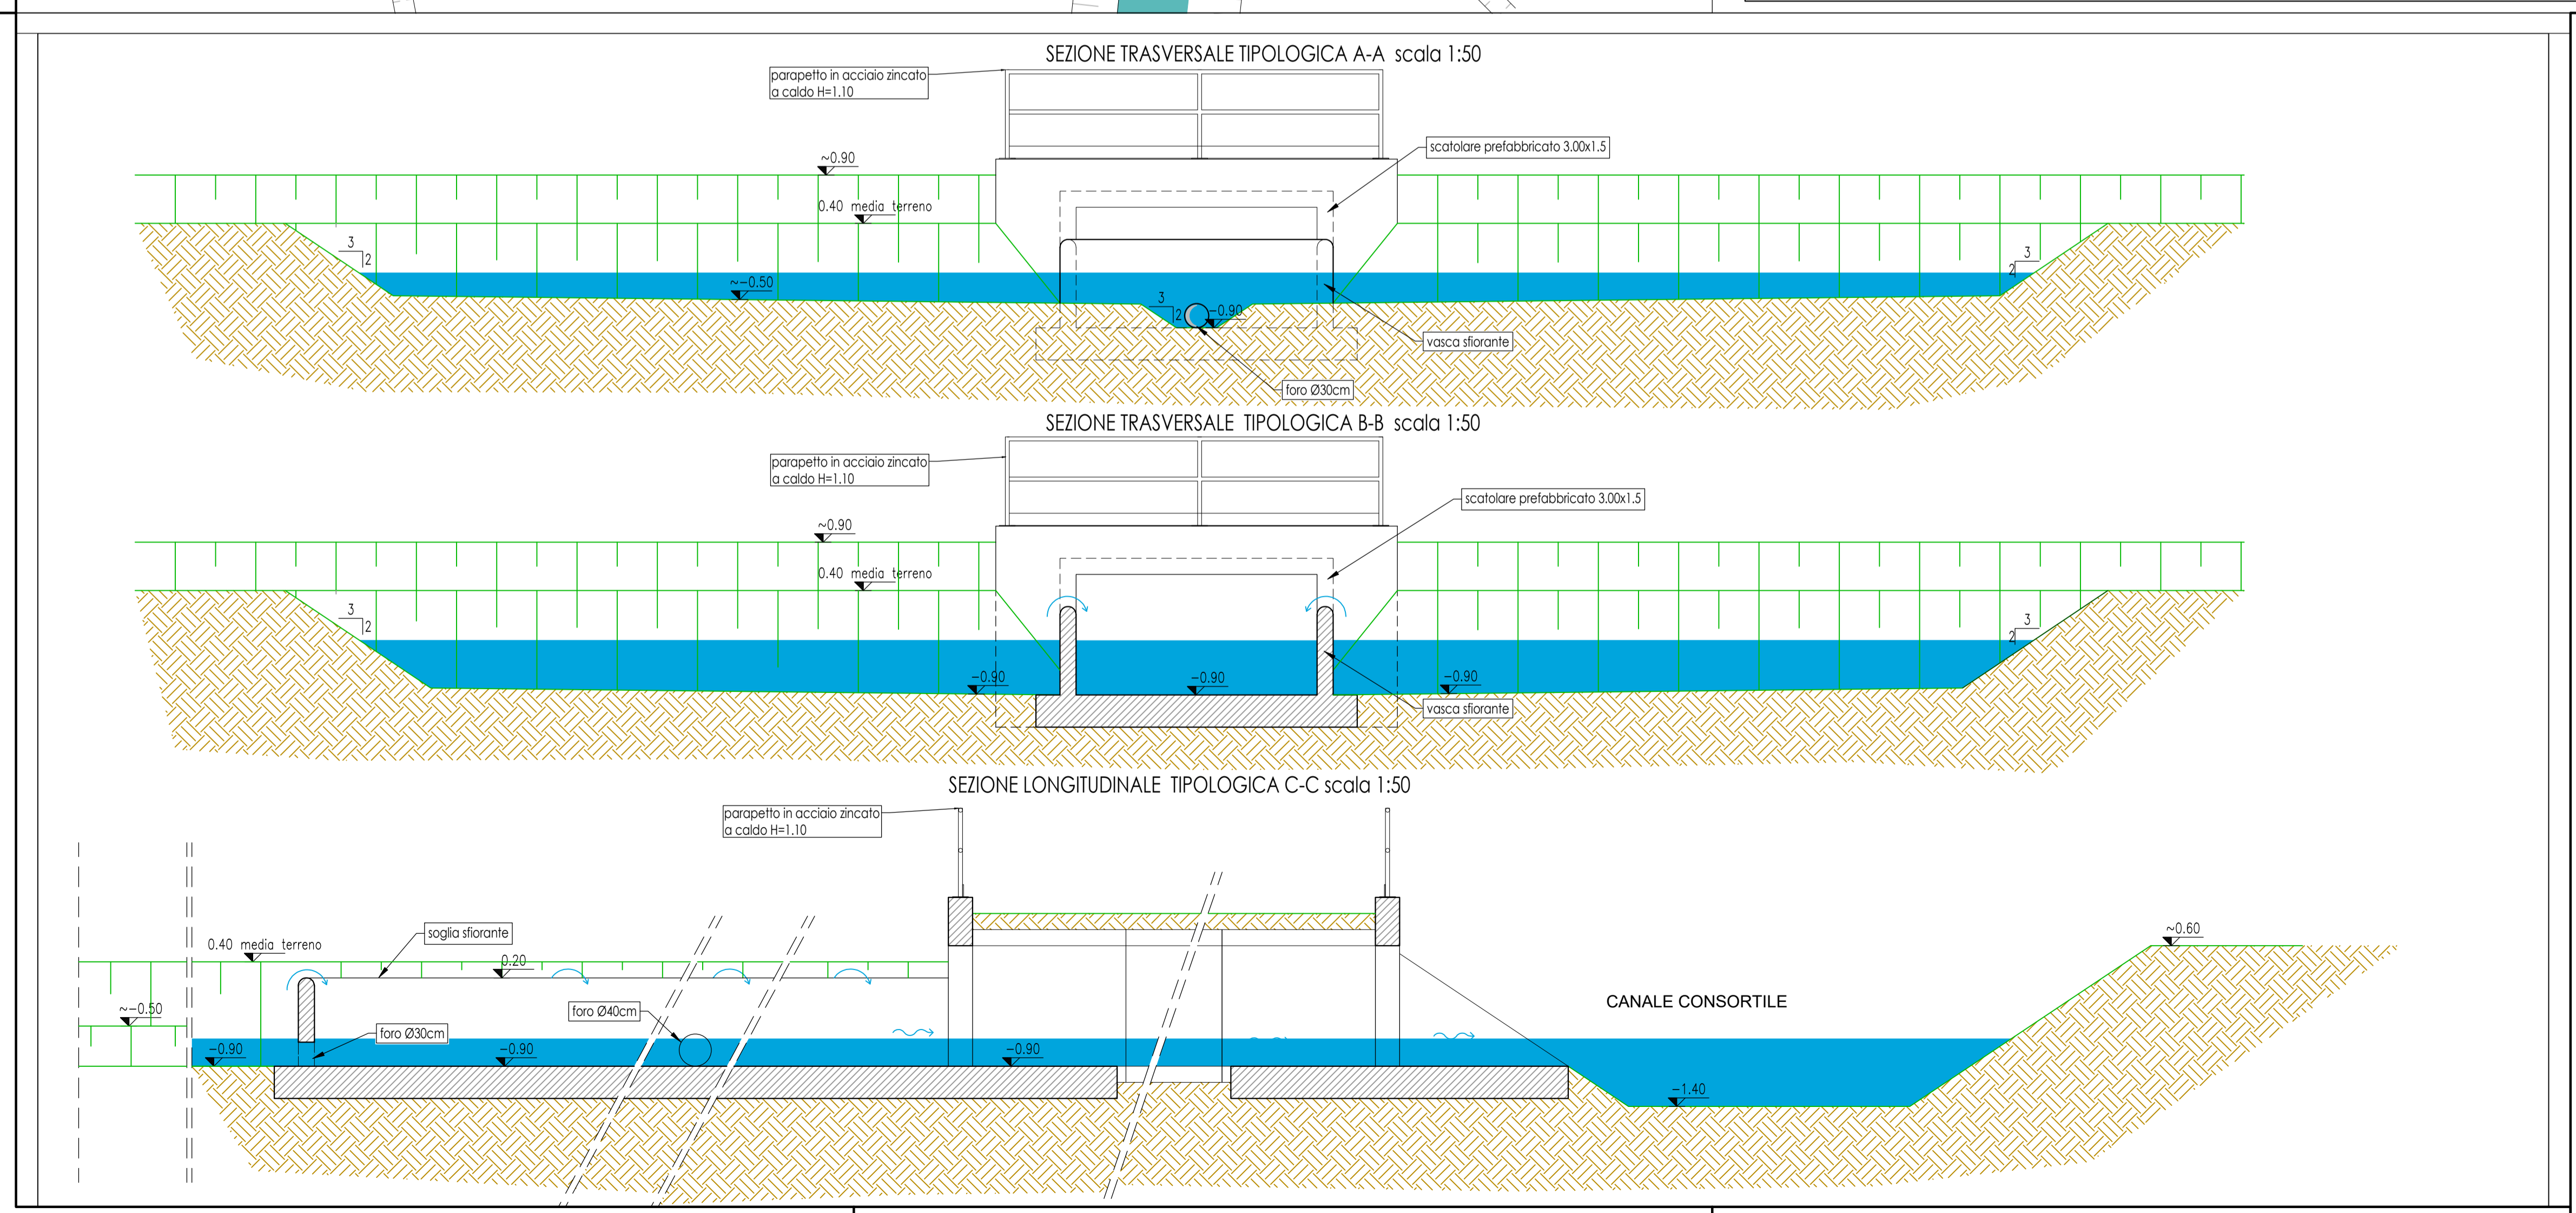 SEZIONE TRASVERSALE TIPOLOGICA A-A scala 1:50
parapetto in acciaio zincato
a caldo H=1.10
scatolare prefabbricato 3.00x1.5
~0.90
0.40 media terreno
3
2
3
2
~-0.50
3
2
-0.90
vasca sfiorante
foro Ø30cm
SEZIONE TRASVERSALE TIPOLOGICA B-B scala 1:50
parapetto in acciaio zincato
a caldo H=1.10
scatolare prefabbricato 3.00x1.5
~0.90
0.40 media terreno
3
2
3
2
-0.90
-0.90
-0.90
vasca sfiorante
SEZIONE LONGITUDINALE TIPOLOGICA C-C scala 1:50
parapetto in acciaio zincato
a caldo H=1.10
soglia sfiorante
0.40 media terreno
0.20
~0.60
~-0.50
foro Ø40cm
CANALE CONSORTILE
foro Ø30cm
-0.90
-0.90
-0.90
-1.40